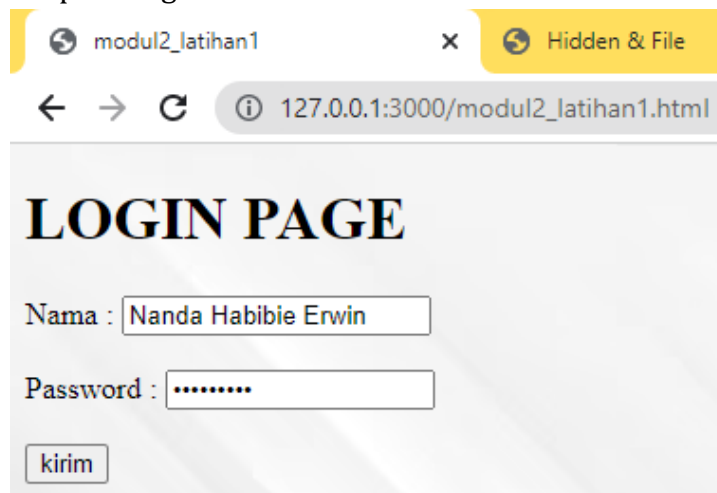 modul2_latihan1 Hidden & File
127.0.0.1:3000/modul2_latihan1.html
LOGIN PAGE
Nama : Nanda Habibie Erwin
Password : •••••••••
kirim